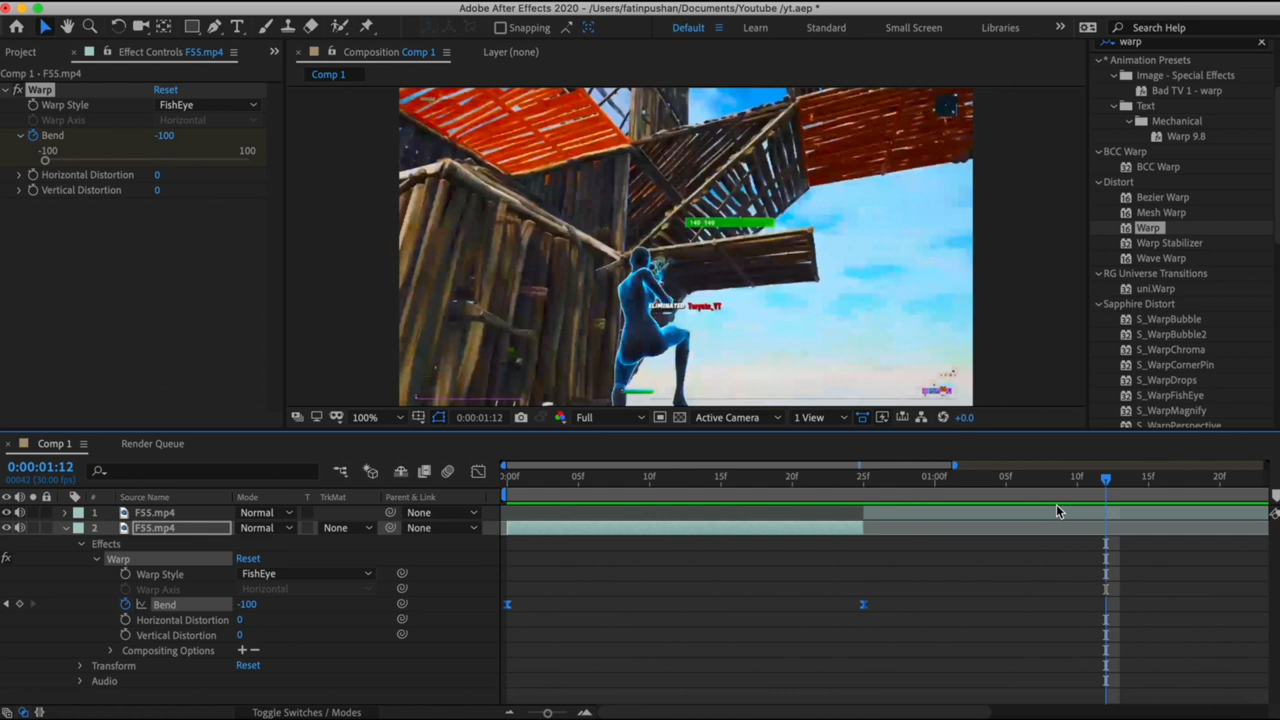 Adobe After Effects 2020 - /Users/fatinpushan/Documents/Youtube /yt.aep *
Snapping
Default
Learn
Standard
Small Screen
Libraries
Search Help
Project
Effect Controls F55.mp4
Composition Comp 1
Layer (none)
warp
Comp 1 • F55.mp4
Comp 1
fx Warp Reset
Warp Style FishEye
Warp Axis Horizontal
Bend -100
-100 100
Horizontal Distortion 0
Vertical Distortion 0
140 140
ELIMINATED
* Animation Presets
Image - Special Effects
Bad TV 1 - warp
Text
Mechanical
Warp 9.8
BCC Warp
BCC Warp
Distort
Bezier Warp
Mesh Warp
Warp
Warp Stabilizer
Wave Warp
RG Universe Transitions
uni.Warp
Sapphire Distort
S_WarpBubble
S_WarpBubble2
S_WarpChroma
S_WarpCornerPin
S_WarpDrops
S_WarpFishEye
S_WarpMagnify
S_WarpPerspective
100% 0:00:01:12 Full Active Camera 1 View +0.0
Comp 1 Render Queue
0:00:01:12
00042 (30.00 fps)
0:00f 05f 10f 15f 20f 25f 01:00f 05f 10f 15f 20f
# Source Name Mode T TrkMat Parent & Link
1 F55.mp4 Normal None
2 F55.mp4 Normal None None
Effects
fx Warp Reset
Warp Style FishEye
Warp Axis Horizontal
Bend -100
Horizontal Distortion 0
Vertical Distortion 0
Compositing Options + –
Transform Reset
Audio
Toggle Switches / Modes